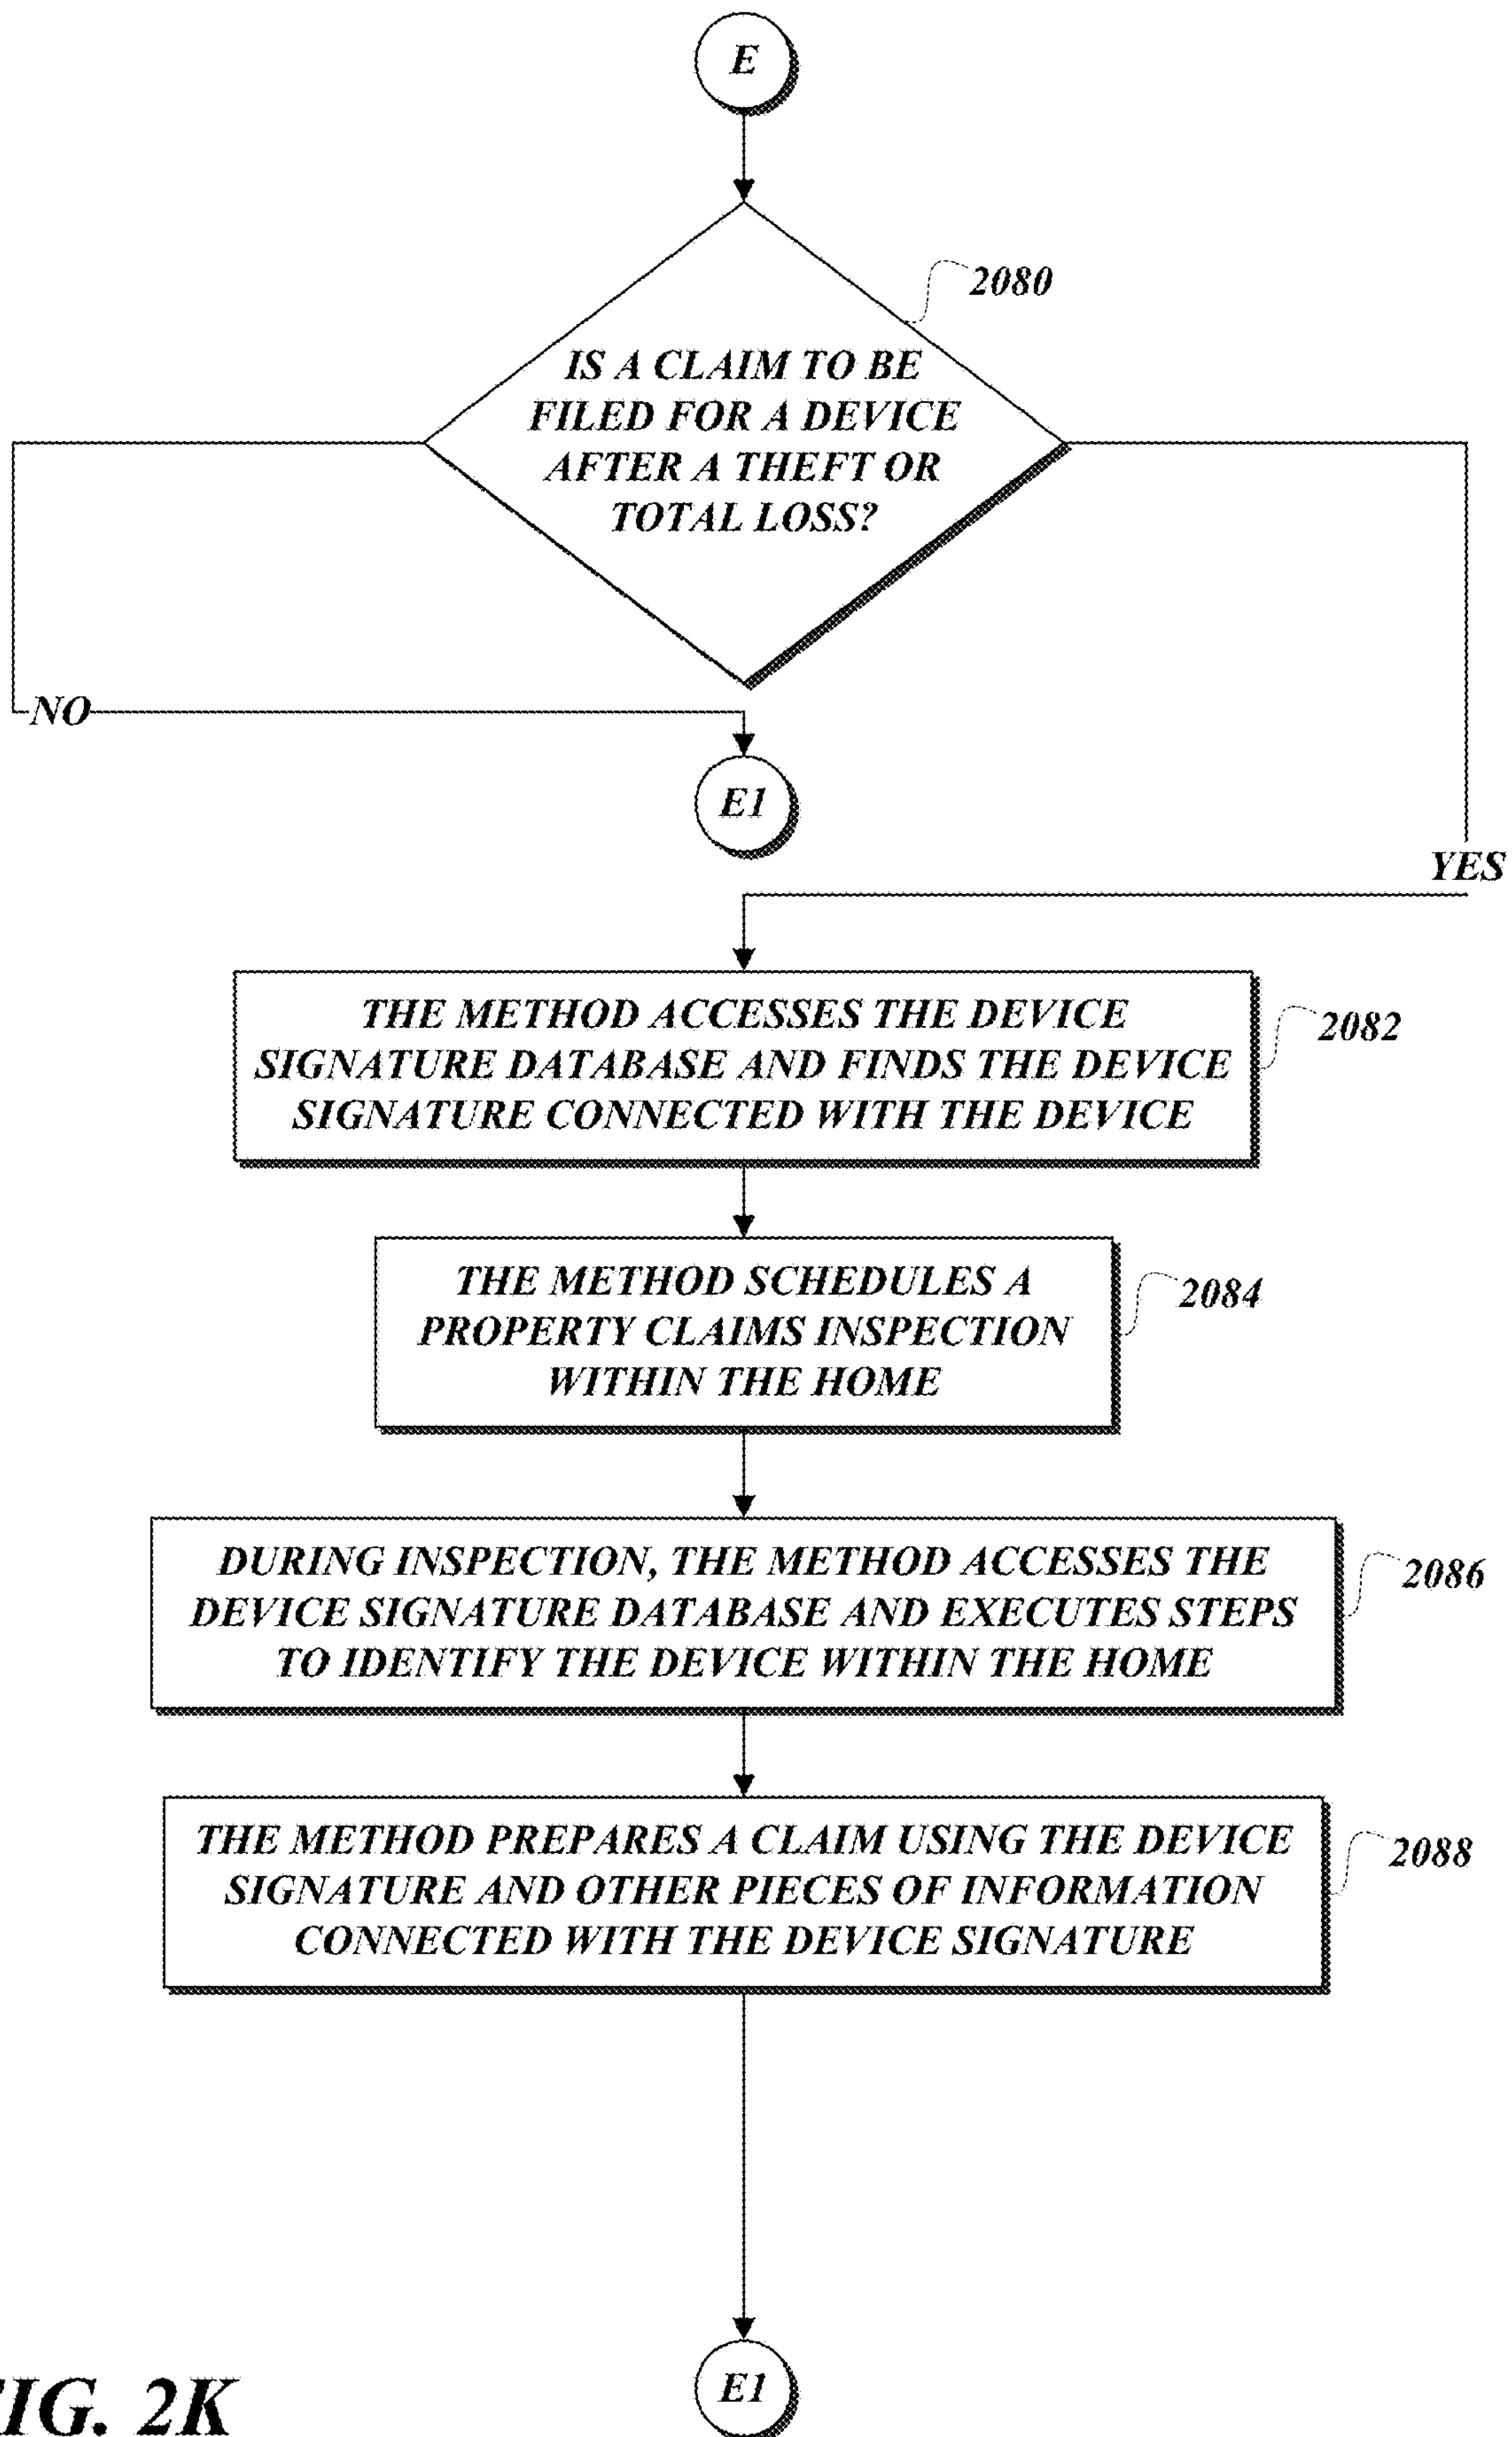 E
2080
IS A CLAIM TO BE
FILED FOR A DEVICE
AFTER A THEFT OR
TOTAL LOSS?
NO
E1
YES
THE METHOD ACCESSES THE DEVICE
SIGNATURE DATABASE AND FINDS THE DEVICE
SIGNATURE CONNECTED WITH THE DEVICE
2082
THE METHOD SCHEDULES A
PROPERTY CLAIMS INSPECTION
WITHIN THE HOME
2084
DURING INSPECTION, THE METHOD ACCESSES THE
DEVICE SIGNATURE DATABASE AND EXECUTES STEPS
TO IDENTIFY THE DEVICE WITHIN THE HOME
2086
THE METHOD PREPARES A CLAIM USING THE DEVICE
SIGNATURE AND OTHER PIECES OF INFORMATION
CONNECTED WITH THE DEVICE SIGNATURE
2088
E1
FIG. 2K